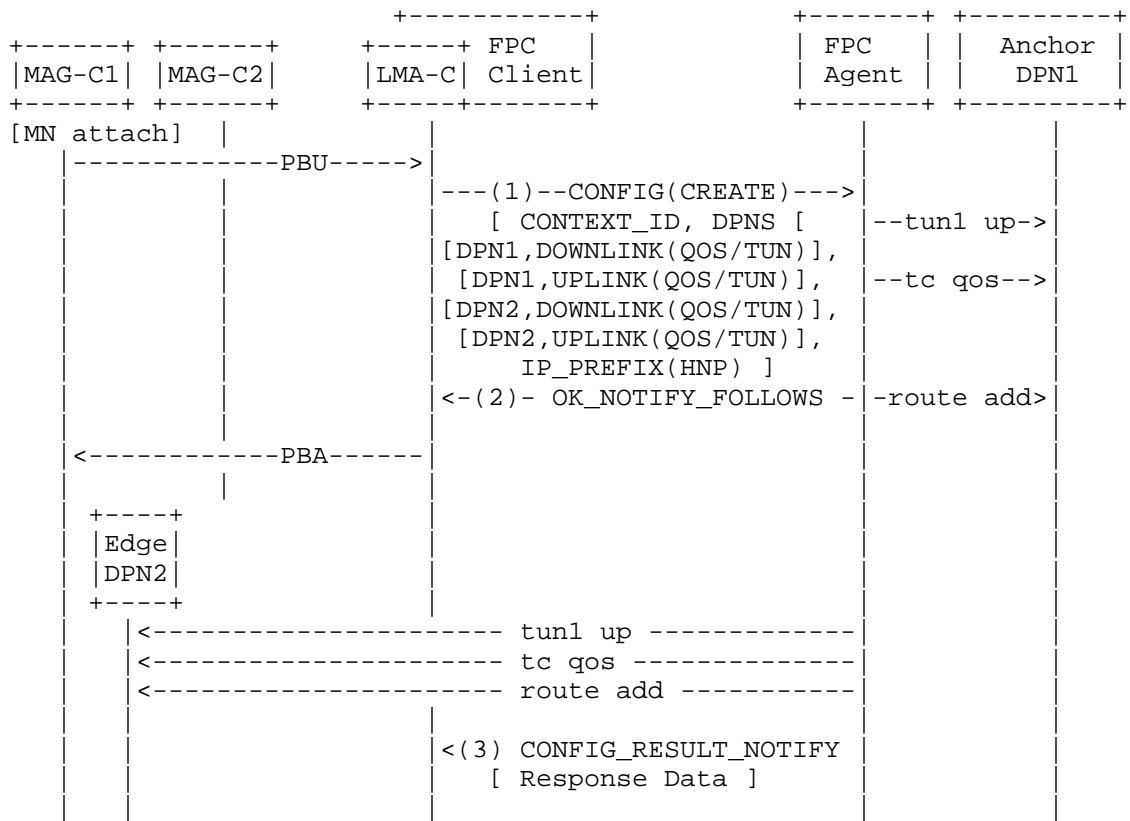 FPC FPC Anchor
MAG-C1 MAG-C2 LMA-C Client Agent DPN1
[MN attach]
PBU
(1)--CONFIG(CREATE)
[ CONTEXT_ID, DPNS [ tun1 up
[DPN1,DOWNLINK(QOS/TUN)],
[DPN1,UPLINK(QOS/TUN)], tc qos
[DPN2,DOWNLINK(QOS/TUN)],
[DPN2,UPLINK(QOS/TUN)],
IP_PREFIX(HNP) ]
(2)- OK_NOTIFY_FOLLOWS route add
PBA
Edge
DPN2
tun1 up
tc qos
route add
(3) CONFIG_RESULT_NOTIFY
[ Response Data ]